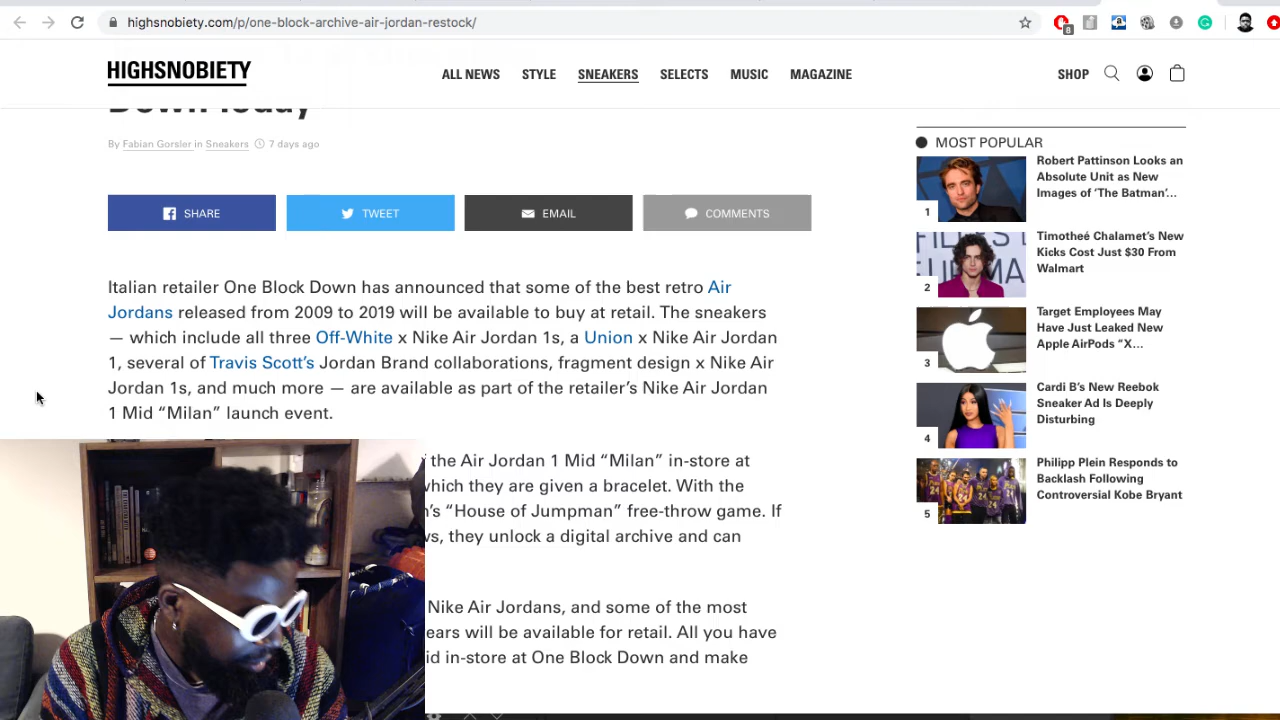 highsnobiety.com/p/one-block-archive-air-jordan-restock/
8
HIGHSNOBIETY
ALL NEWS STYLE SNEAKERS SELECTS MUSIC MAGAZINE
SHOP
Down Today
By Fabian Gorsler in Sneakers 7 days ago
SHARE
TWEET
EMAIL
COMMENTS
Italian retailer One Block Down has announced that some of the best retro Air
Jordans released from 2009 to 2019 will be available to buy at retail. The sneakers
— which include all three Off-White x Nike Air Jordan 1s, a Union x Nike Air Jordan
1, several of Travis Scott’s Jordan Brand collaborations, fragment design x Nike Air
Jordan 1s, and much more — are available as part of the retailer’s Nike Air Jordan
1 Mid “Milan” launch event.
the Air Jordan 1 Mid “Milan” in-store at
which they are given a bracelet. With the
’s “House of Jumpman” free-throw game. If
ws, they unlock a digital archive and can
Nike Air Jordans, and some of the most
ears will be available for retail. All you have
id in-store at One Block Down and make
MOST POPULAR
1
Robert Pattinson Looks an
Absolute Unit as New
Images of ‘The Batman’...
2
Timotheé Chalamet’s New
Kicks Cost Just $30 From
Walmart
3
Target Employees May
Have Just Leaked New
Apple AirPods “X...
4
Cardi B’s New Reebok
Sneaker Ad Is Deeply
Disturbing
5
Philipp Plein Responds to
Backlash Following
Controversial Kobe Bryant